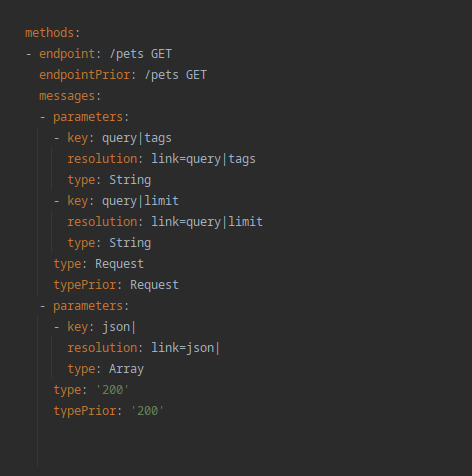 methods:
- endpoint: /pets GET
  endpointPrior: /pets GET
  messages:
  - parameters:
    - key: query|tags
      resolution: link=query|tags
      type: String
    - key: query|limit
      resolution: link=query|limit
      type: String
    type: Request
    typePrior: Request
  - parameters:
    - key: json|
      resolution: link=json|
      type: Array
    type: '200'
    typePrior: '200'